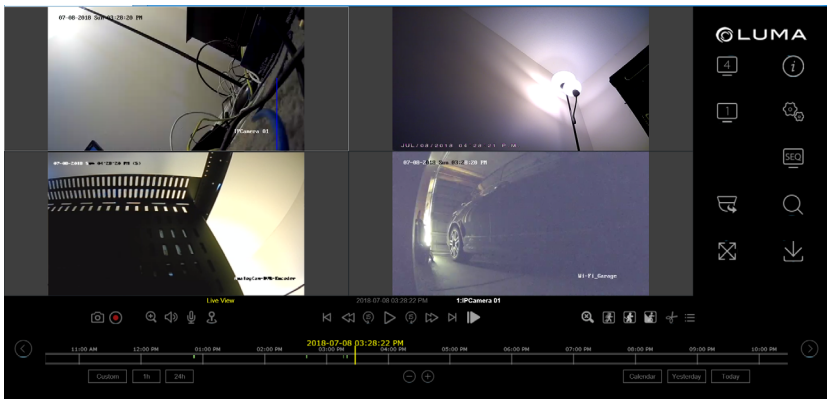 07-08-2018 Sun 03:28:20 PM
IPCamera 01
JUL/08/2018 04 28 21 PM
LUMA
4
i
1
SEQ
07-08-2018 Sun 03:28:20 PM
Wi-Fi_Garage
Live View
2018-07-08 03:28:22 PM
1:IPCamera 01
2018-07-08 03:28:22 PM
11:00 AM 12:00 PM 01:00 PM 02:00 PM 03:00 PM 04:00 PM 05:00 PM 06:00 PM 07:00 PM 08:00 PM 09:00 PM 10:00 PM
Custom 1h 24h
Calendar Yesterday Today